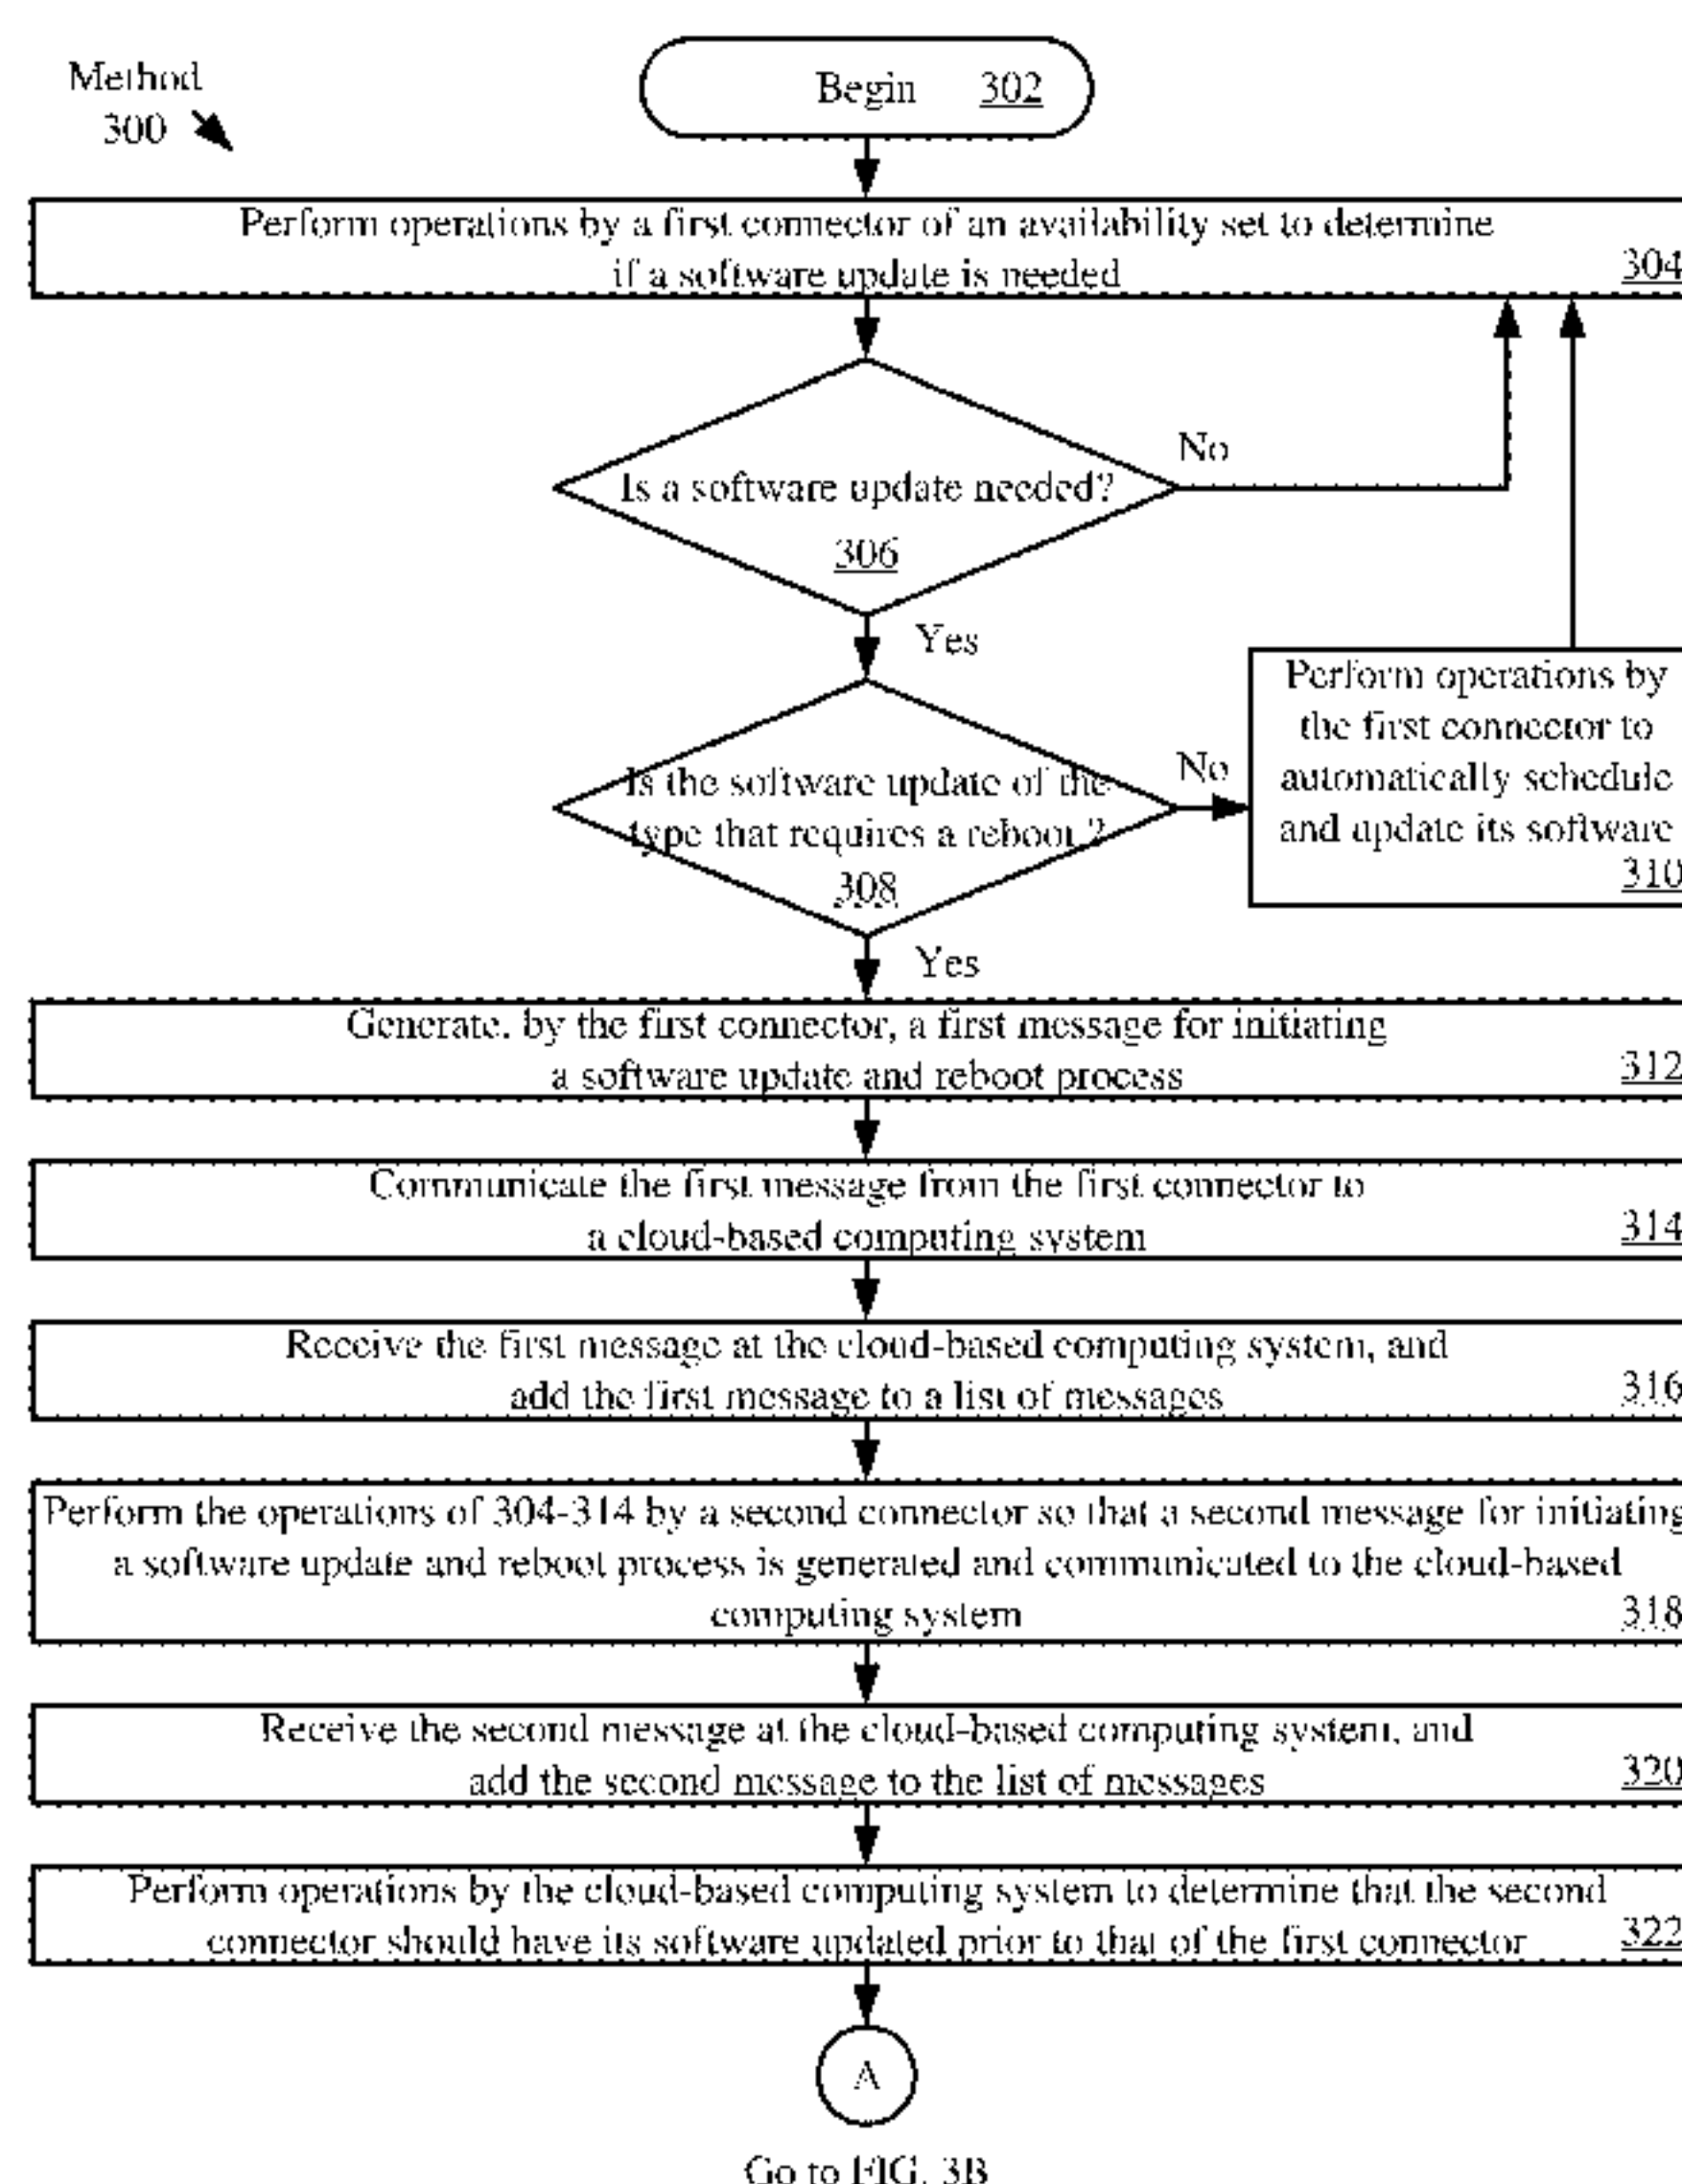 Method
300
Begin 302
Perform operations by a first connector of an availability set to determine
if a software update is needed
304
No
Is a software update needed?
306
Yes
Perform operations by
the first connector to
automatically schedule
and update its software
310
No
Is the software update of the
type that requires a reboot?
308
Yes
Generate, by the first connector, a first message for initiating
a software update and reboot process
312
Communicate the first message from the first connector to
a cloud-based computing system
314
Receive the first message at the cloud-based computing system, and
add the first message to a list of messages
316
Perform the operations of 304-314 by a second connector so that a second message for initiating
a software update and reboot process is generated and communicated to the cloud-based
computing system
318
Receive the second message at the cloud-based computing system, and
add the second message to the list of messages
320
Perform operations by the cloud-based computing system to determine that the second
connector should have its software updated prior to that of the first connector
322
A
Go to FIG. 3B